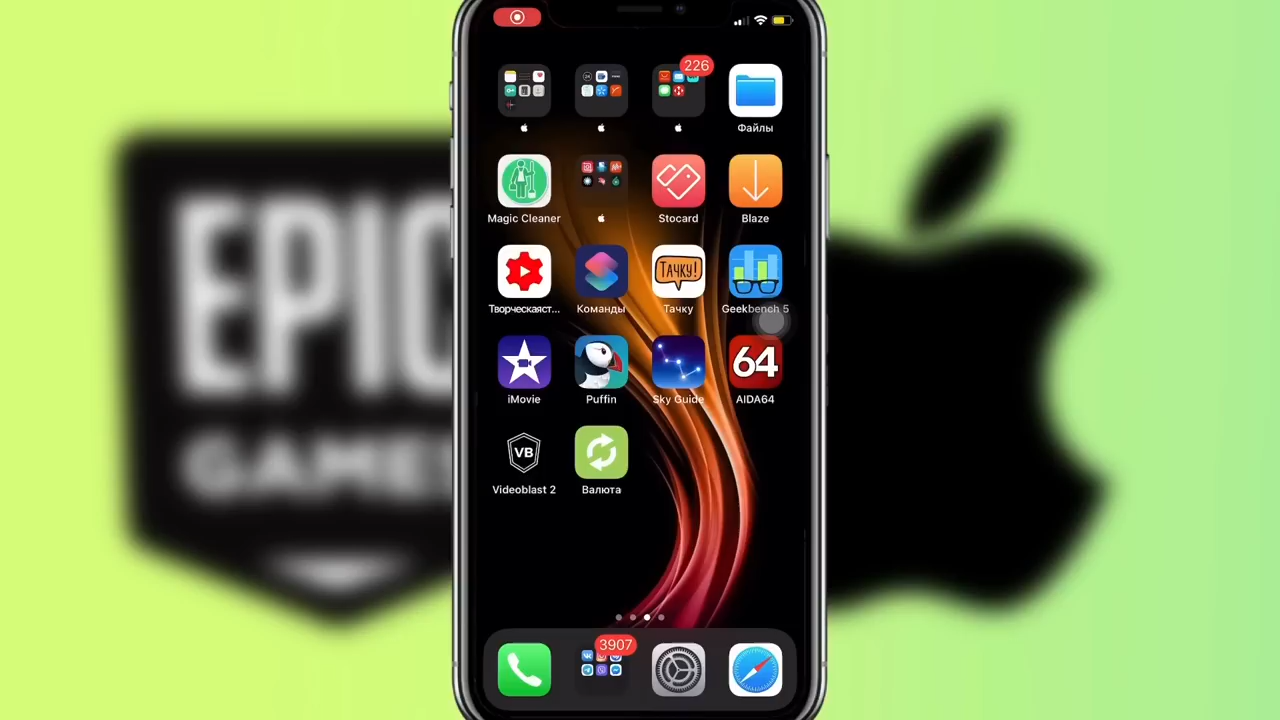 EPIC
GAMES
226
Файлы
Magic Cleaner
Stocard
Blaze
ТАЧКУ!
Творческаяст...
Команды
Тачку
Geekbench 5
64
iMovie
Puffin
Sky Guide
AIDA64
VB
Videoblast 2
Валюта
3907